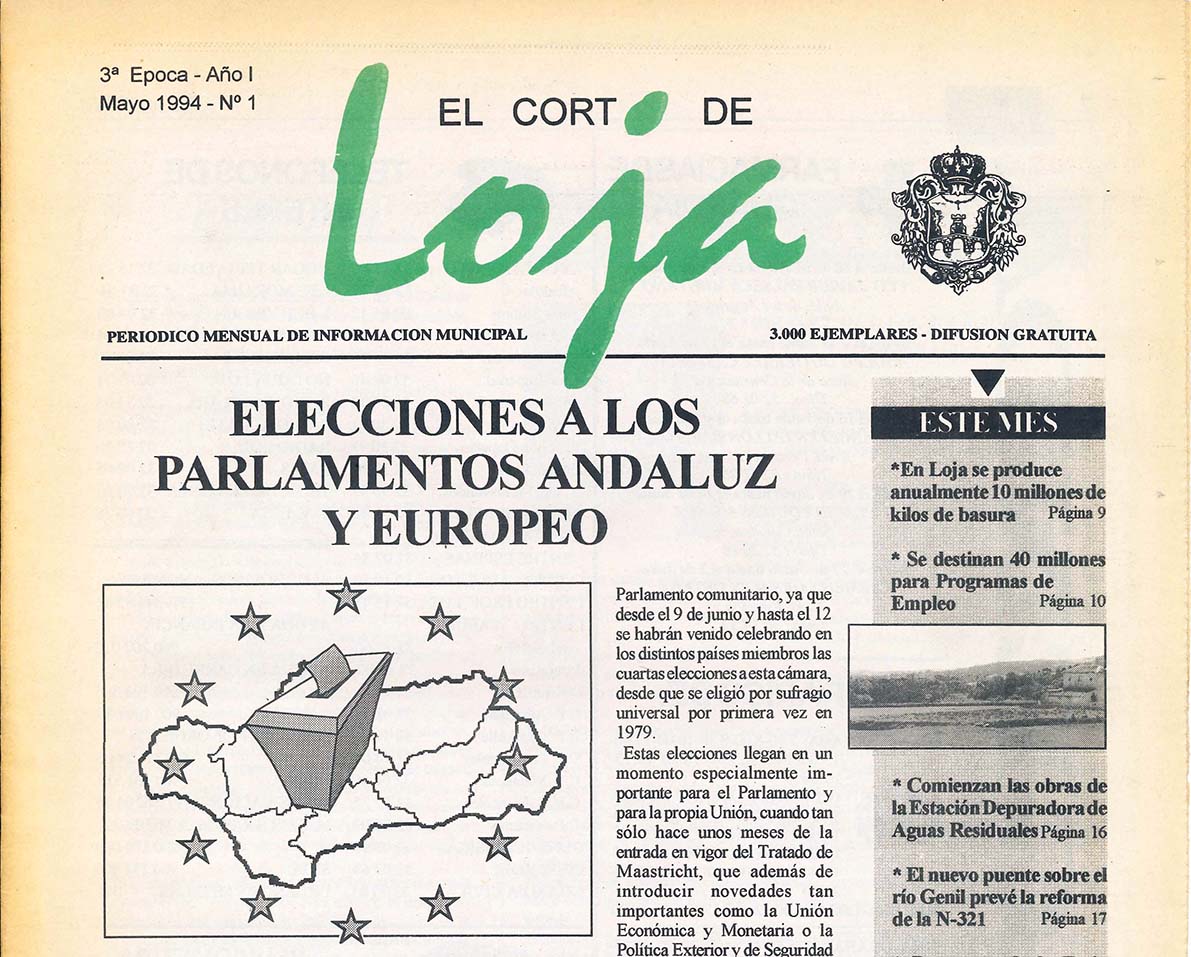 3ª Epoca - Año I
Mayo 1994 - Nº 1
EL CORTO DE
Loja
PERIODICO MENSUAL DE INFORMACION MUNICIPAL
3.000 EJEMPLARES - DIFUSION GRATUITA
ELECCIONES A LOS
PARLAMENTOS ANDALUZ
Y EUROPEO
Parlamento comunitario, ya que
desde el 9 de junio y hasta el 12
se habrán venido celebrando en
los distintos países miembros las
cuartas elecciones a esta cámara,
desde que se eligió por sufragio
universal por primera vez en
1979.
Estas elecciones llegan en un
momento especialmente im-
portante para el Parlamento y
para la propia Unión, cuando tan
sólo hace unos meses de la
entrada en vigor del Tratado de
Maastricht, que además de
introducir novedades tan
importantes como la Unión
Económica y Monetaria o la
Política Exterior y de Seguridad
ESTE MES
*En Loja se produce
anualmente 10 millones de
kilos de basura Página 9
* Se destinan 40 millones
para Programas de
Empleo Página 10
* Comienzan las obras de
la Estación Depuradora de
Aguas Residuales Página 16
* El nuevo puente sobre el
río Genil prevé la reforma
de la N-321 Página 17